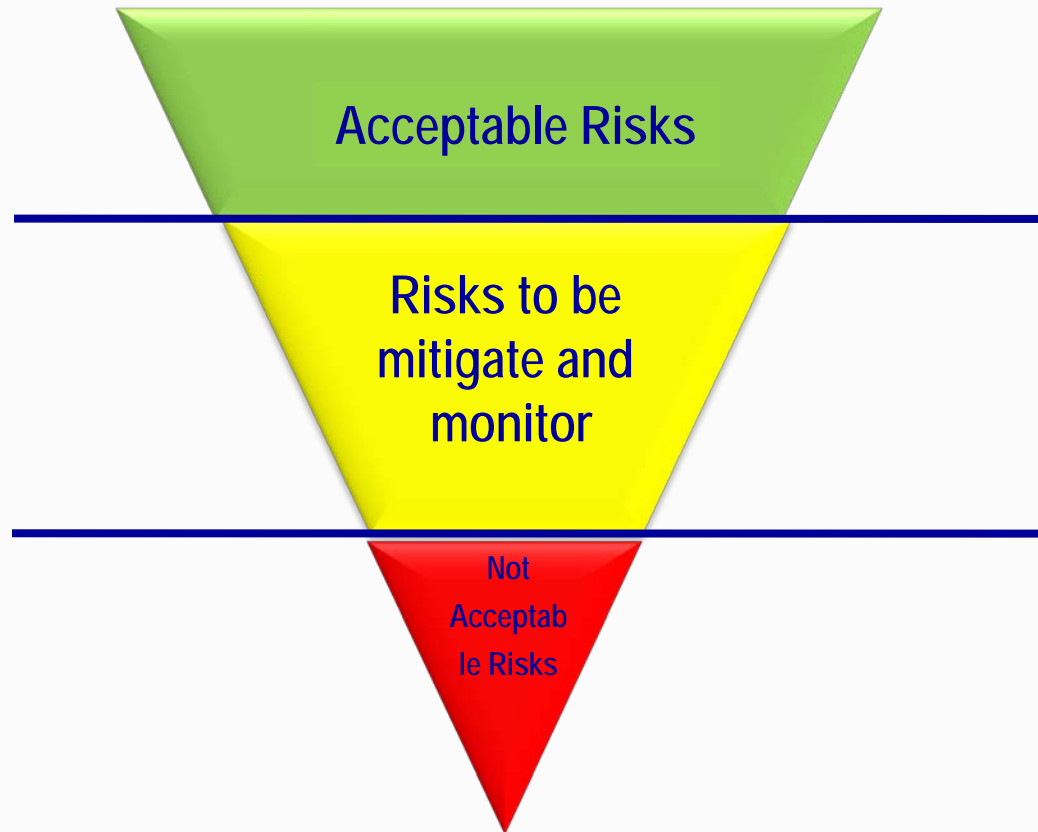 Acceptable Risks
Risks to be
mitigate and
monitor
Not
Acceptab
le Risks